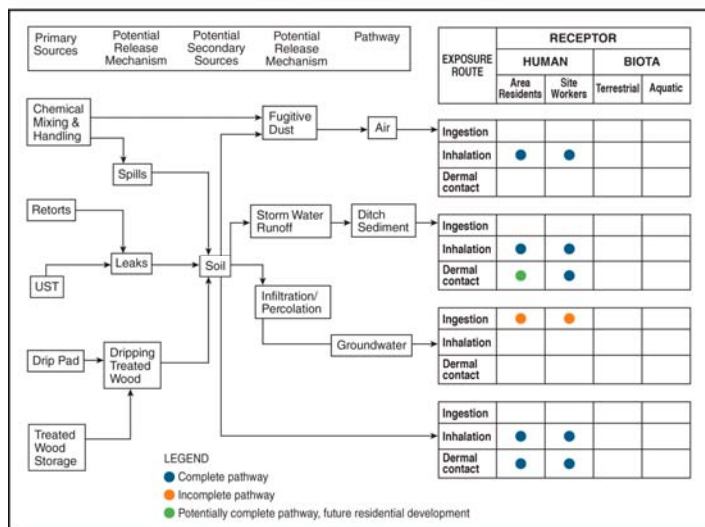 Primary
Sources
Potential
Release
Mechanism
Potential
Secondary
Sources
Potential
Release
Mechanism
Pathway
EXPOSURE
ROUTE
RECEPTOR
HUMAN
BIOTA
Area
Residents
Site
Workers
Terrestrial
Aquatic
Chemical
Mixing &
Handling
Fugitive
Dust
Air
Ingestion
Inhalation
Dermal
contact
Spills
Retorts
Storm Water
Runoff
Ditch
Sediment
Ingestion
Inhalation
Dermal
contact
Leaks
Soil
UST
Infiltration/
Percolation
Ingestion
Inhalation
Dermal
contact
Groundwater
Drip Pad
Dripping
Treated
Wood
Treated
Wood
Storage
Ingestion
Inhalation
Dermal
contact
LEGEND
Complete pathway
Incomplete pathway
Potentially complete pathway, future residential development